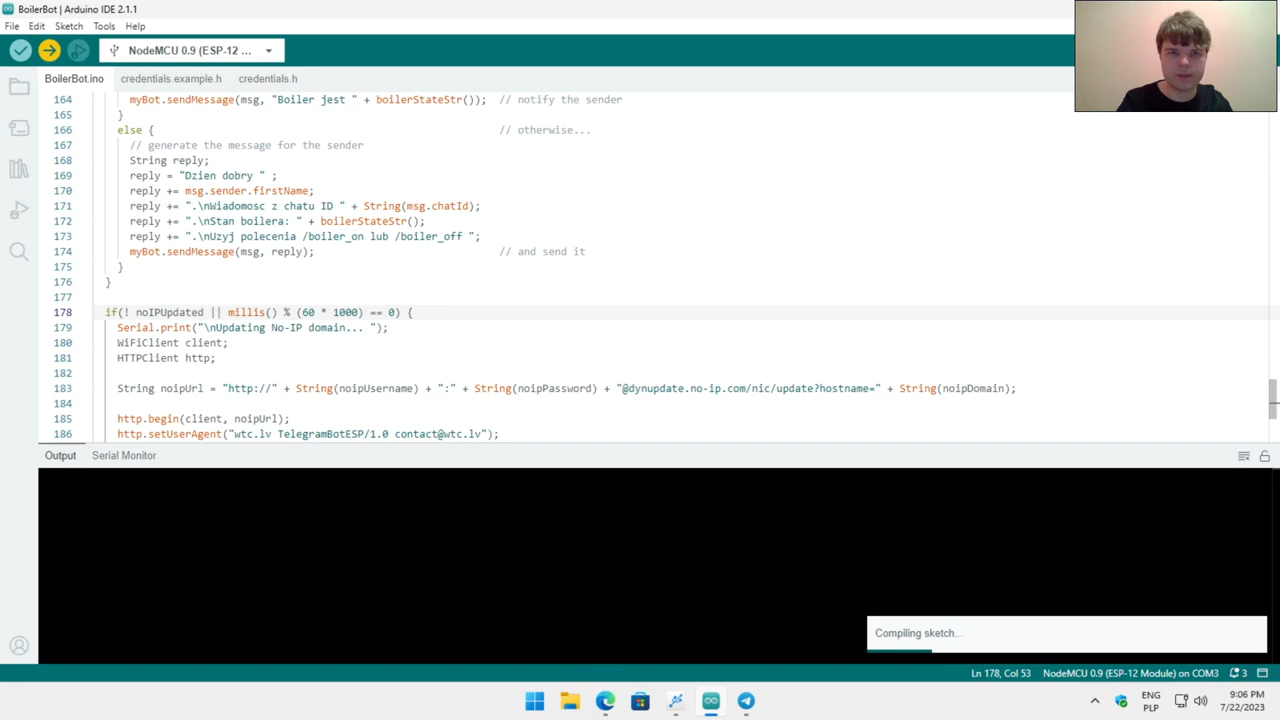 BoilerBot | Arduino IDE 2.1.1
File Edit Sketch Tools Help
NodeMCU 0.9 (ESP-12 ...
BoilerBot.ino credentials.example.h credentials.h
164 myBot.sendMessage(msg, "Boiler jest " + boilerStateStr()); // notify the sender
165 }
166 else { // otherwise...
167 // generate the message for the sender
168 String reply;
169 reply = "Dzien dobry " ;
170 reply += msg.sender.firstName;
171 reply += ".\nWiadomosc z chatu ID " + String(msg.chatId);
172 reply += ".\nStan boilera: " + boilerStateStr();
173 reply += ".\nUzyj polecenia /boiler_on lub /boiler_off ";
174 myBot.sendMessage(msg, reply); // and send it
175 }
176 }
177
178 if(! noIPUpdated || millis() % (60 * 1000) == 0) {
179 Serial.print("\nUpdating No-IP domain... ");
180 WiFiClient client;
181 HTTPClient http;
182
183 String noipUrl = "http://" + String(noipUsername) + ":" + String(noipPassword) + "@dynupdate.no-ip.com/nic/update?hostname=" + String(noipDomain);
184
185 http.begin(client, noipUrl);
186 http.setUserAgent("wtc.lv TelegramBotESP/1.0 contact@wtc.lv");
Output Serial Monitor
Compiling sketch...
Ln 178, Col 53 NodeMCU 0.9 (ESP-12 Module) on COM3 3
ENG 9:06 PM
PLP 7/22/2023